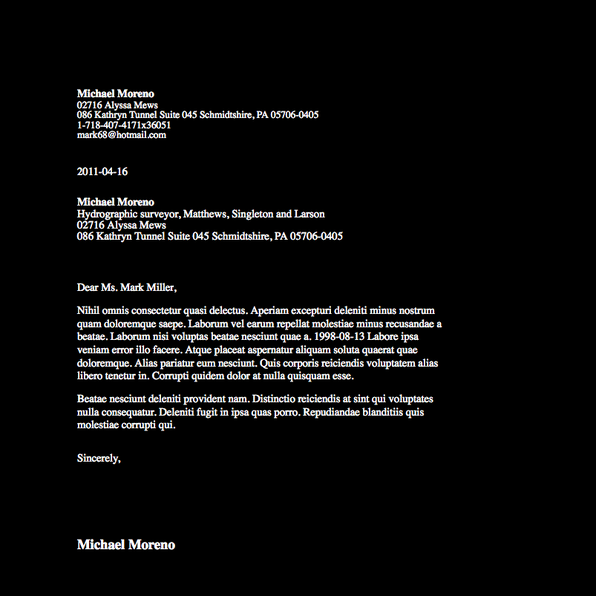 Michael Moreno
02716 Alyssa Mews
086 Kathryn Tunnel Suite 045 Schmidtshire, PA 05706-0405
1-718-407-4171x36051
mark68@hotmail.com
2011-04-16
Michael Moreno
Hydrographic surveyor, Matthews, Singleton and Larson
02716 Alyssa Mews
086 Kathryn Tunnel Suite 045 Schmidtshire, PA 05706-0405
Dear Ms. Mark Miller,
Nihil omnis consectetur quasi delectus. Aperiam excepturi deleniti minus nostrum
quam doloremque saepe. Laborum vel earum repellat molestiae minus recusandae a
beatae. Laborum nisi voluptas beatae nesciunt quae a. 1998-08-13 Labore ipsa
veniam error illo facere. Atque placeat aspernatur aliquam soluta quaerat quae
doloremque. Alias pariatur eum nesciunt. Quis corporis reiciendis voluptatem alias
libero tenetur in. Corrupti quidem dolor at nulla quisquam esse.
Beatae nesciunt deleniti provident nam. Distinctio reiciendis at sint qui voluptates
nulla consequatur. Deleniti fugit in ipsa quas porro. Repudiandae blanditiis quis
molestiae corrupti qui.
Sincerely,
Michael Moreno